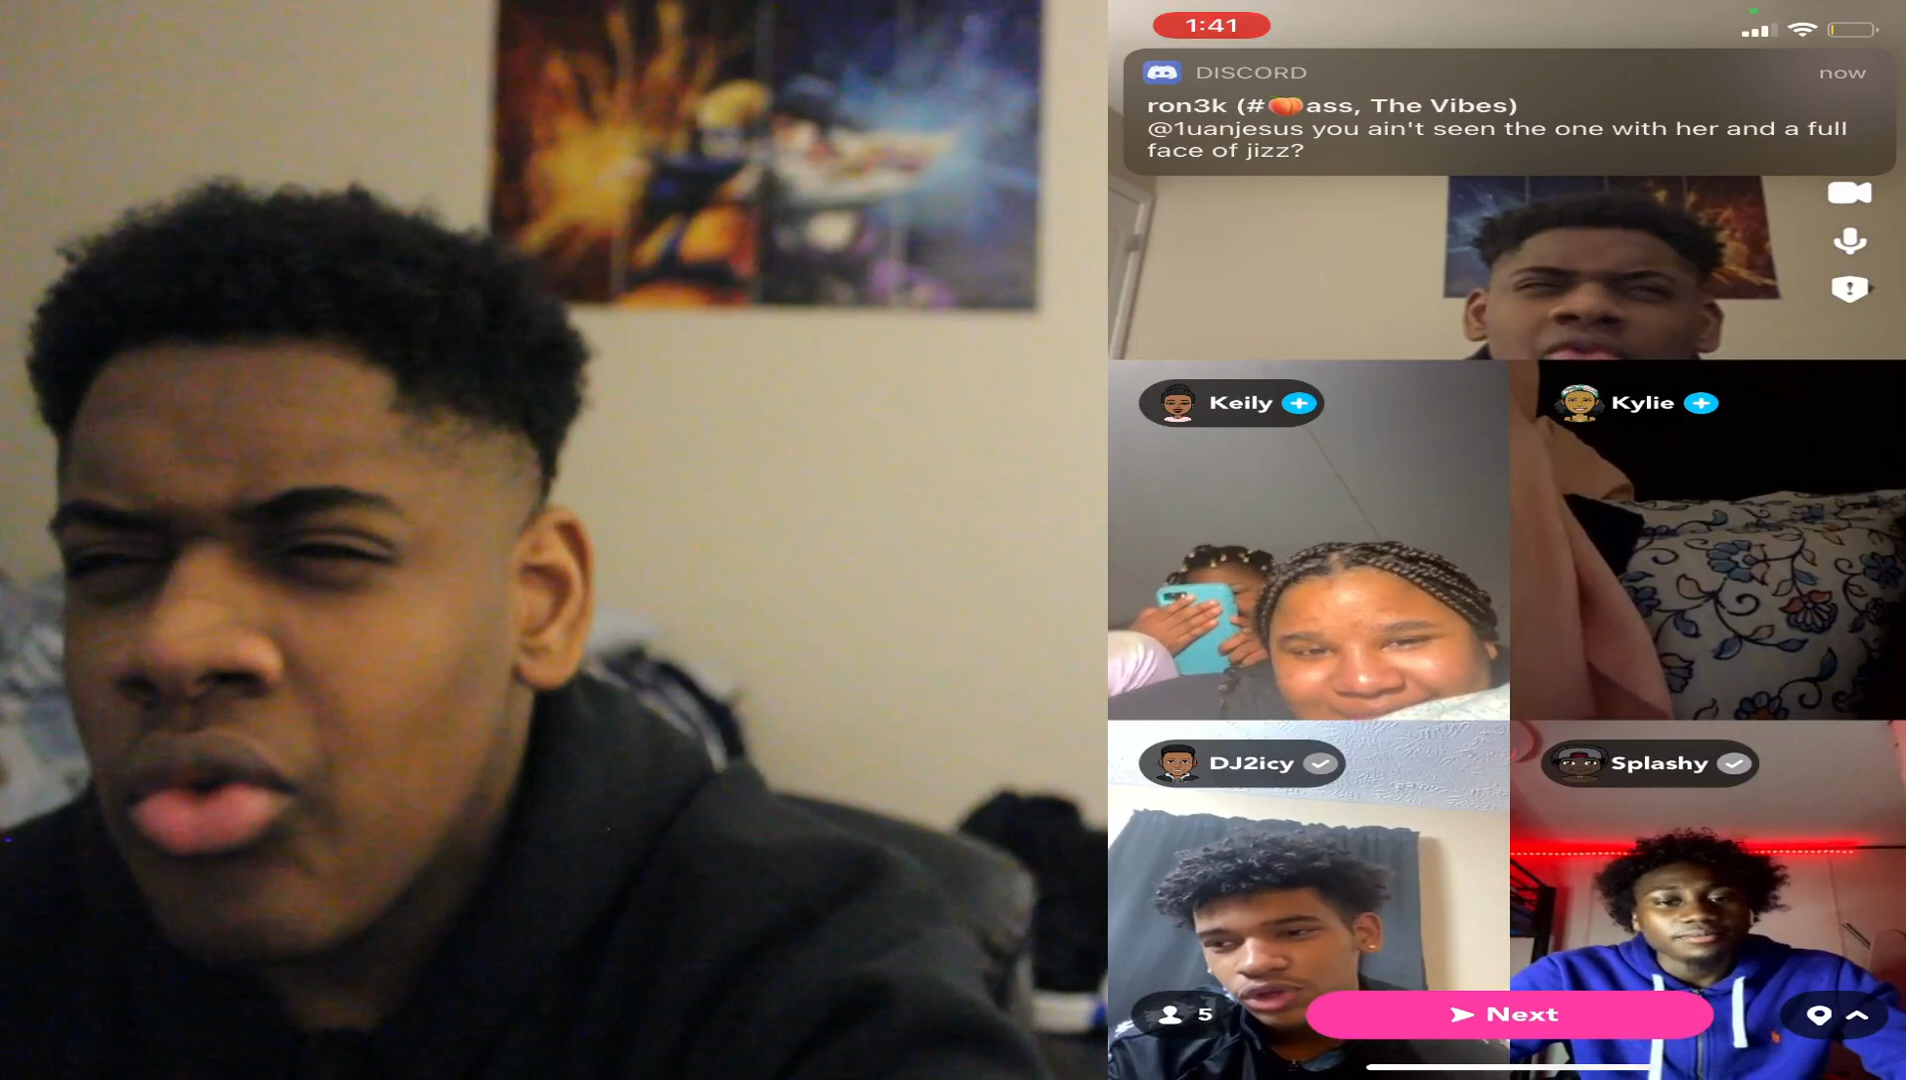 1:41
DISCORD now
ron3k (#🍑ass, The Vibes)
@1uanjesus you ain't seen the one with her and a full
face of jizz?
Keily
Kylie
DJ2icy
Splashy
5
Next